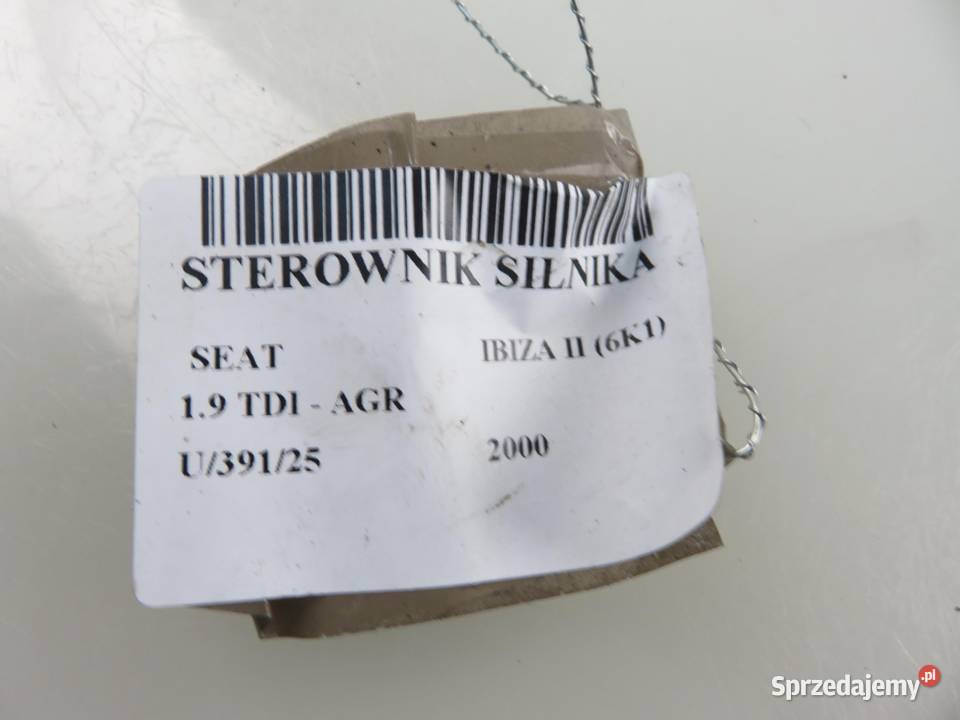 STEROWNIK SILNIKA
SEAT IBIZA II (6K1)
1.9 TDI - AGR
U/391/25 2000
Sprzedajemy.pl